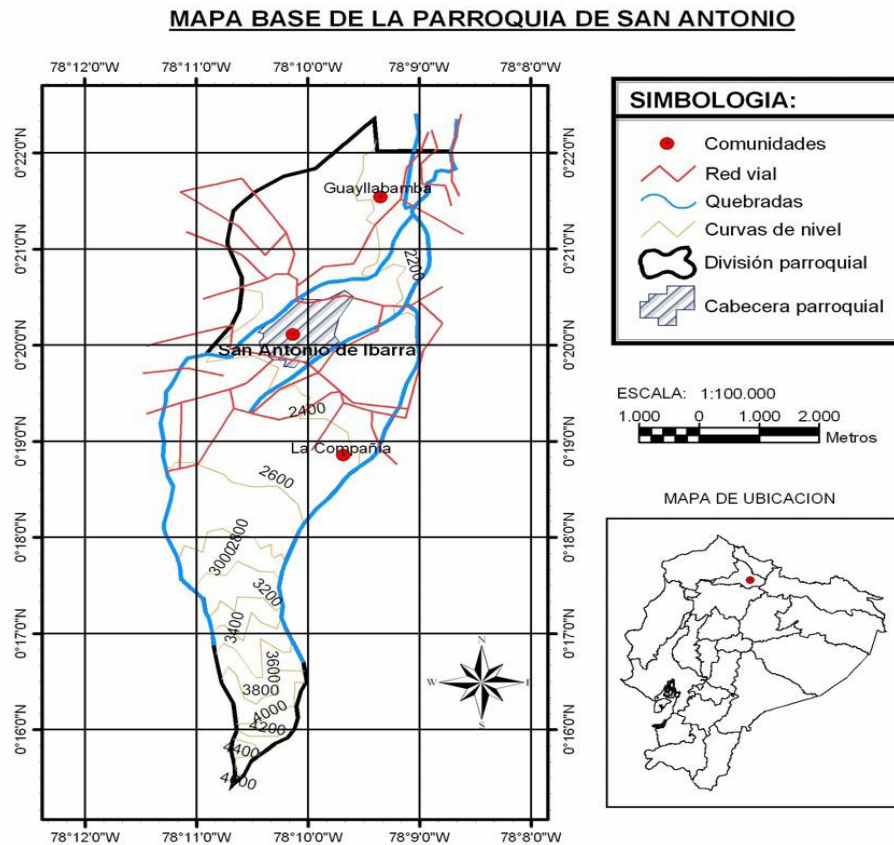 MAPA BASE DE LA PARROQUIA DE SAN ANTONIO
78°12'0"W 78°11'0"W 78°10'0"W 78°9'0"W 78°8'0"W
0°22'0"N 0°22'0"N
Guayllabamba
0°21'0"N 0°21'0"N
2200
0°20'0"N 0°20'0"N
San Antonio de Ibarra
2400
0°19'0"N 0°19'0"N
La Compañia
2600
0°18'0"N 0°18'0"N
2800
3000
3200
0°17'0"N 0°17'0"N
3400
3600
3800
4000
0°16'0"N 0°16'0"N
4200
4400
4600
78°12'0"W 78°11'0"W 78°10'0"W 78°9'0"W 78°8'0"W
N
W E
S
SIMBOLOGIA:
Comunidades
Red vial
Quebradas
Curvas de nivel
División parroquial
Cabecera parroquial
ESCALA: 1:100.000
1.000 0 1.000 2.000
Metros
MAPA DE UBICACION